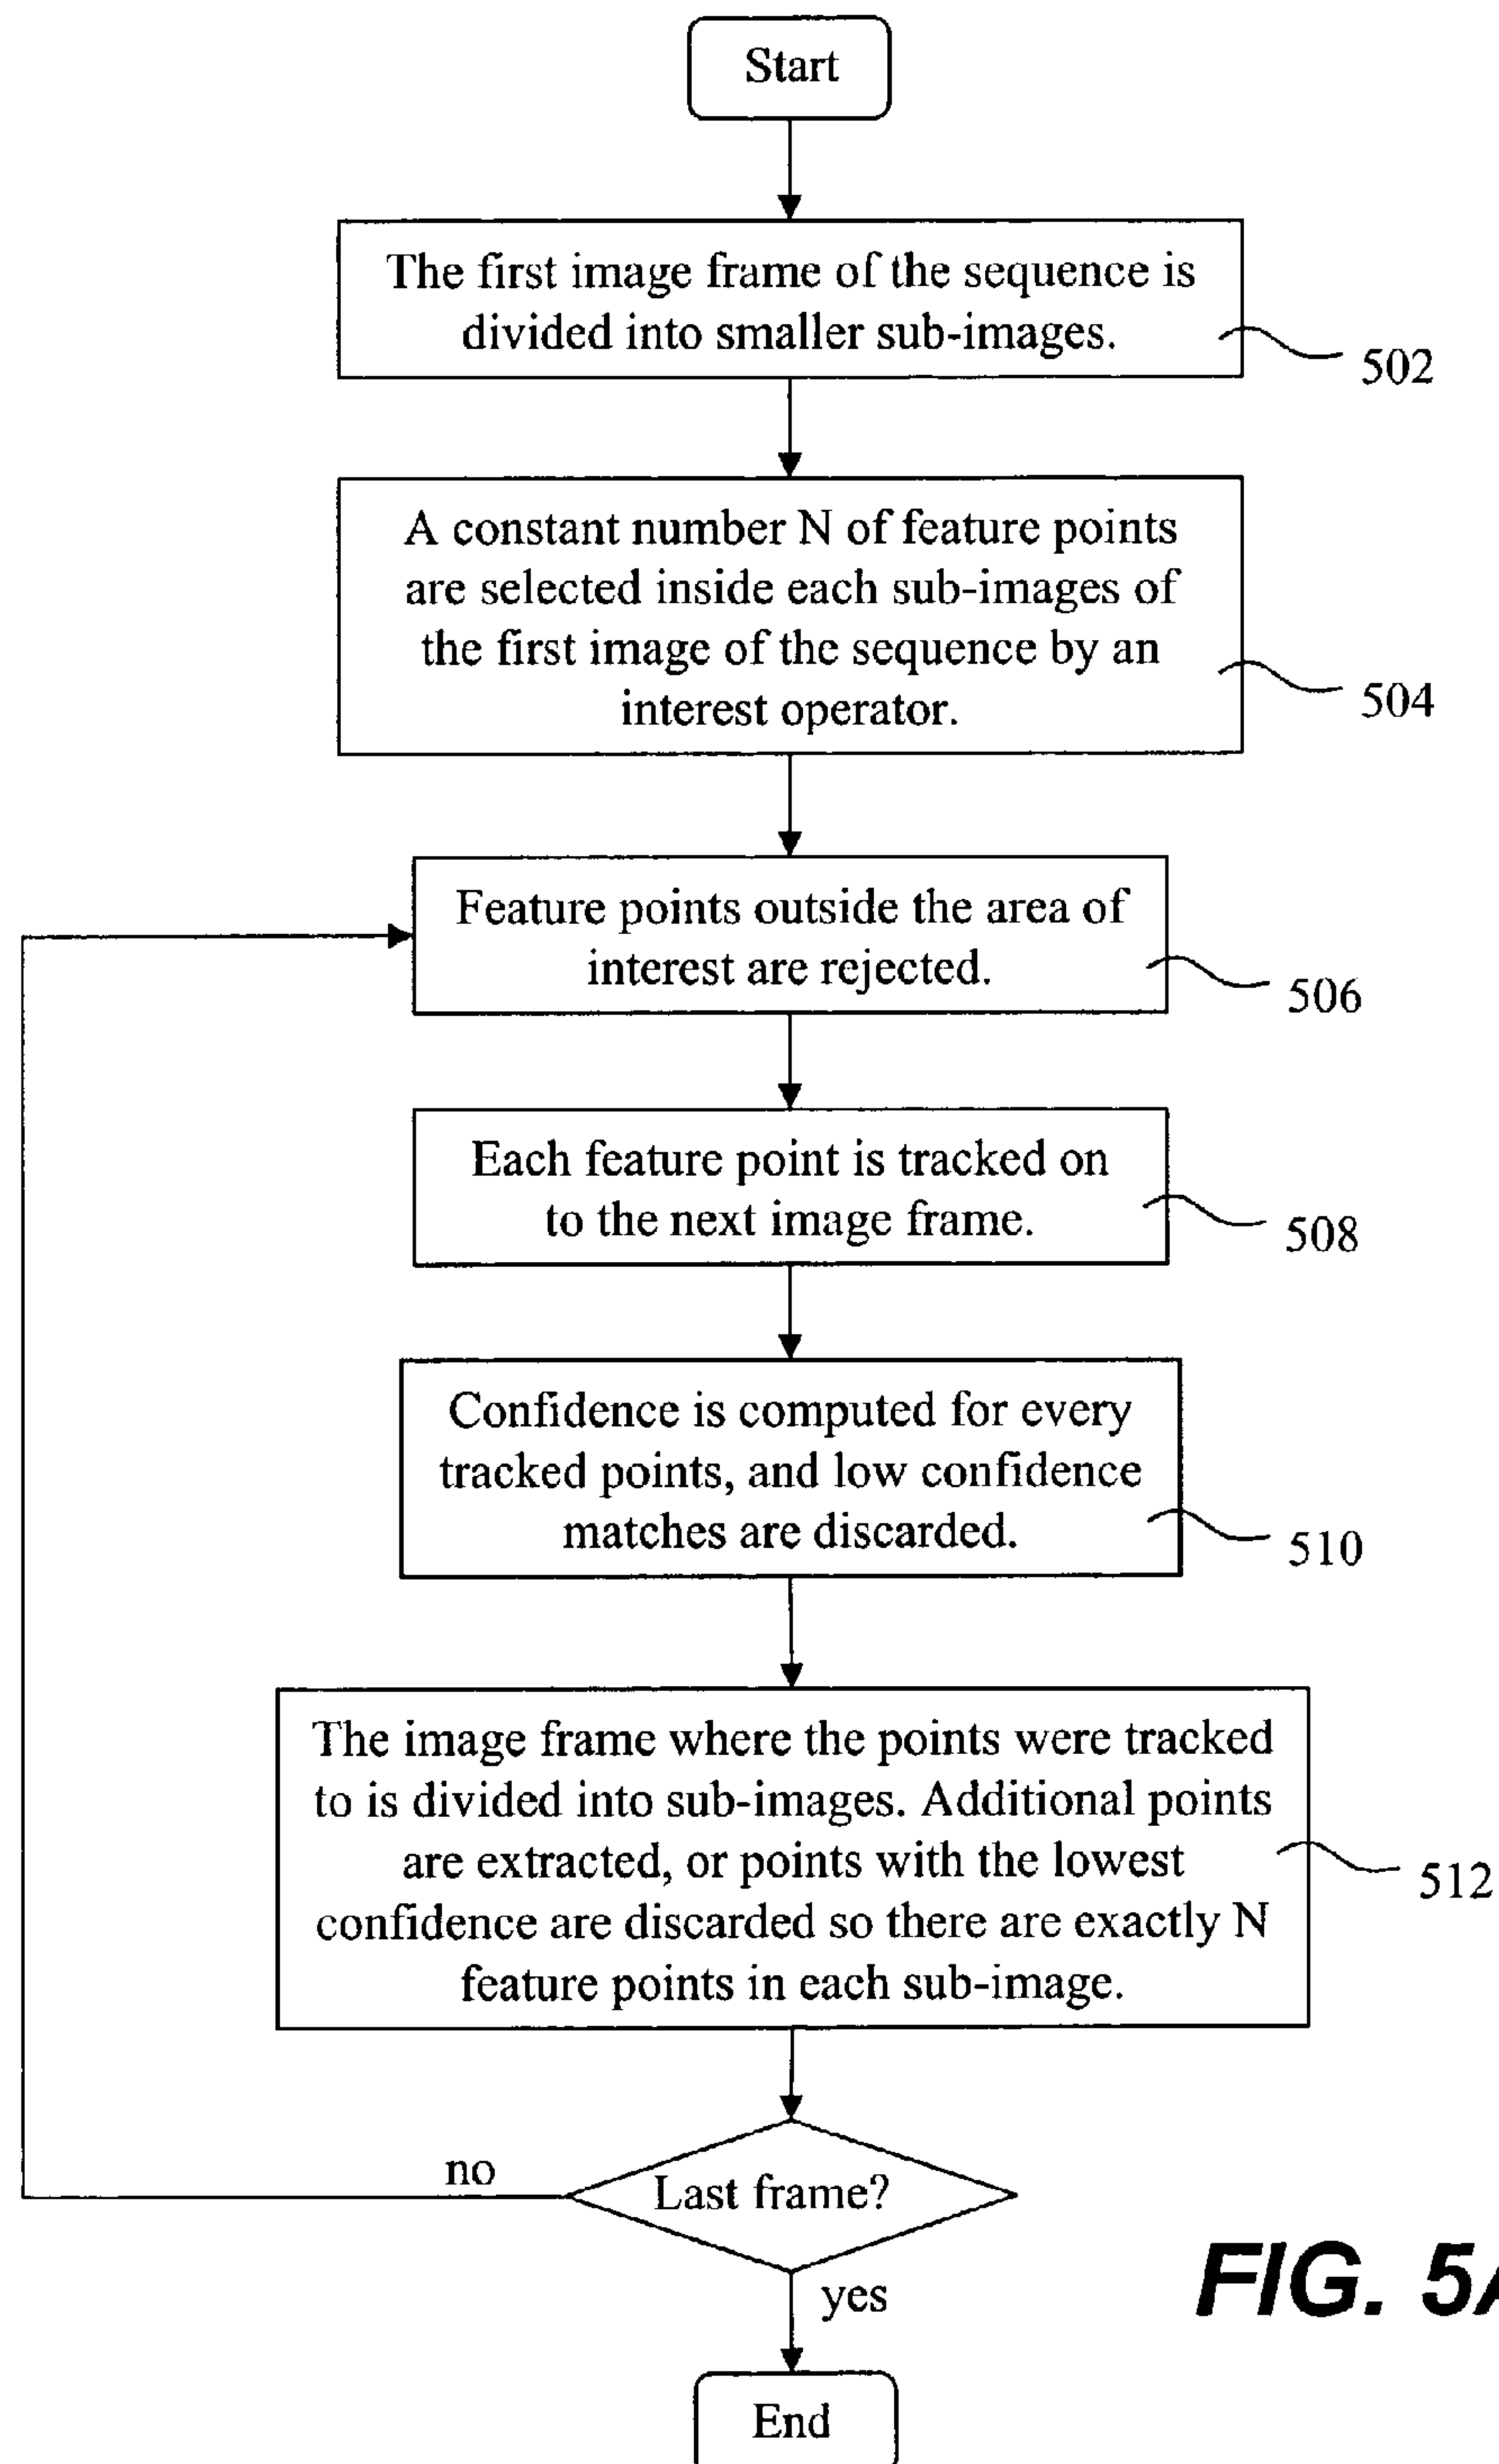 Start
The first image frame of the sequence is
divided into smaller sub-images.
502
A constant number N of feature points
are selected inside each sub-images of
the first image of the sequence by an
interest operator.
504
Feature points outside the area of
interest are rejected.
506
Each feature point is tracked on
to the next image frame.
508
Confidence is computed for every
tracked points, and low confidence
matches are discarded.
510
The image frame where the points were tracked
to is divided into sub-images. Additional points
are extracted, or points with the lowest
confidence are discarded so there are exactly N
feature points in each sub-image.
512
no
Last frame?
yes
FIG. 5A
End